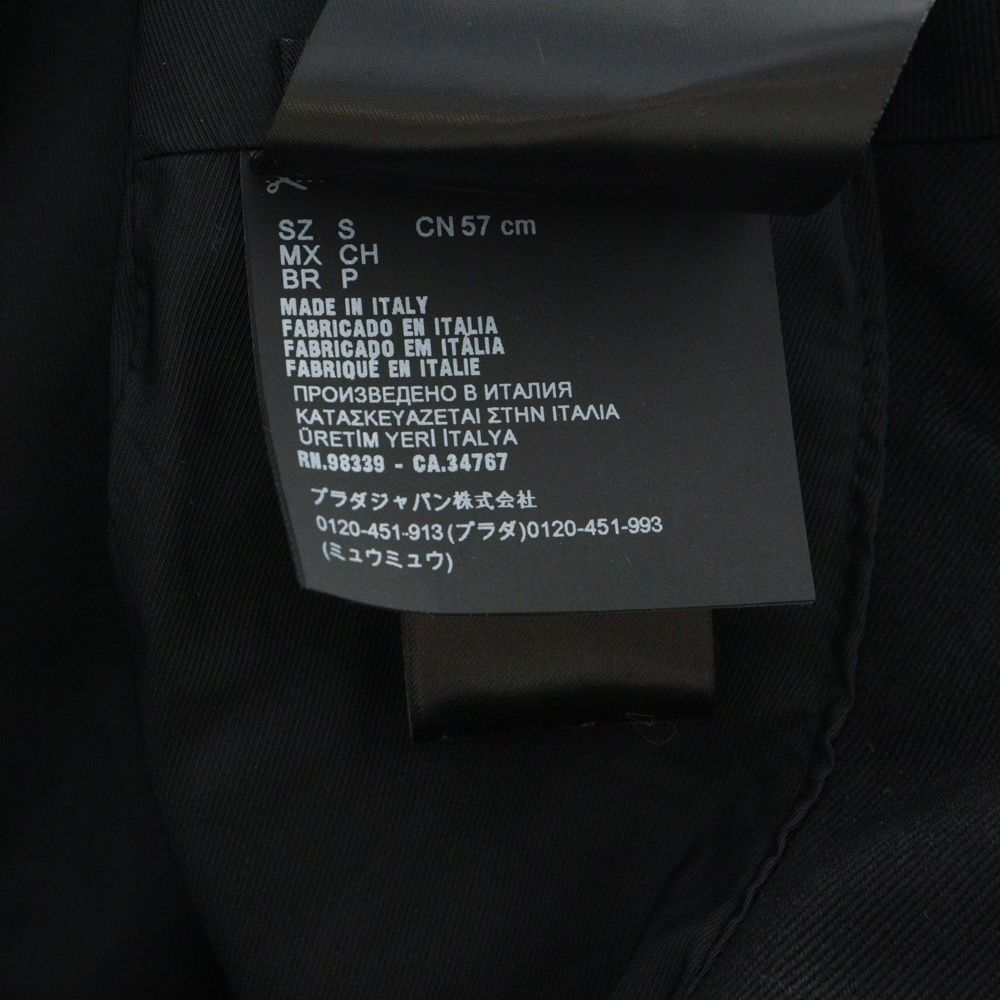 SZ S CN 57 cm
MX CH
BR P
MADE IN ITALY
FABRICADO EN ITALIA
FABRICADO EM ITÁLIA
FABRIQUÉ EN ITALIE
ПРОИЗВЕДЕНО В ИТАЛИЯ
ΚΑΤΑΣΚΕΥΑΖΕΤΑΙ ΣΤΗΝ ΙΤΑΛΙΑ
ÜRETİM YERİ İTALYA
RN.98339 - CA.34767
プラダジャパン株式会社
0120-451-913(プラダ)0120-451-993
(ミュウミュウ)